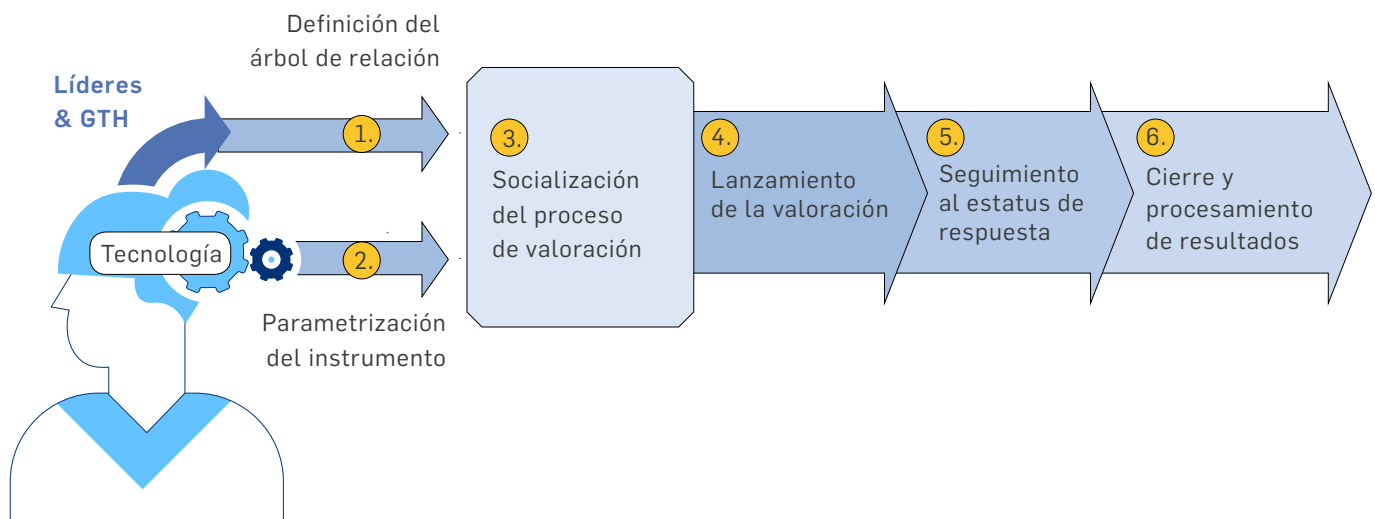 Definición del
árbol de relación
Líderes
& GTH
1.
Tecnología
2.
Parametrización
del instrumento
3.
Socialización
del proceso
de valoración
4.
Lanzamiento
de la valoración
5.
Seguimiento
al estatus de
respuesta
6.
Cierre y
procesamiento
de resultados